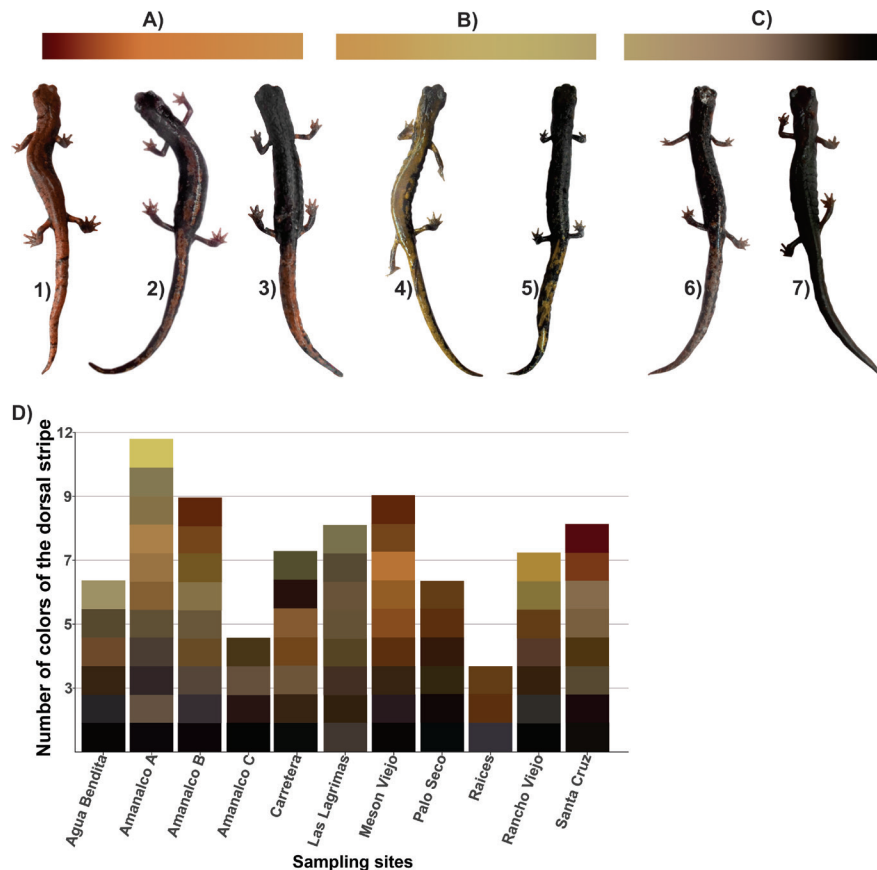 A)
B)
C)
1)
2)
3)
4)
5)
6)
7)
D)
Number of colors of the dorsal stripe
12
9
7
5
3
Agua Bendita
Amanalco A
Amanalco B
Amanalco C
Carretera
Las Lagrimas
Meson Viejo
Palo Seco
Raices
Rancho Viejo
Santa Cruz
Sampling sites